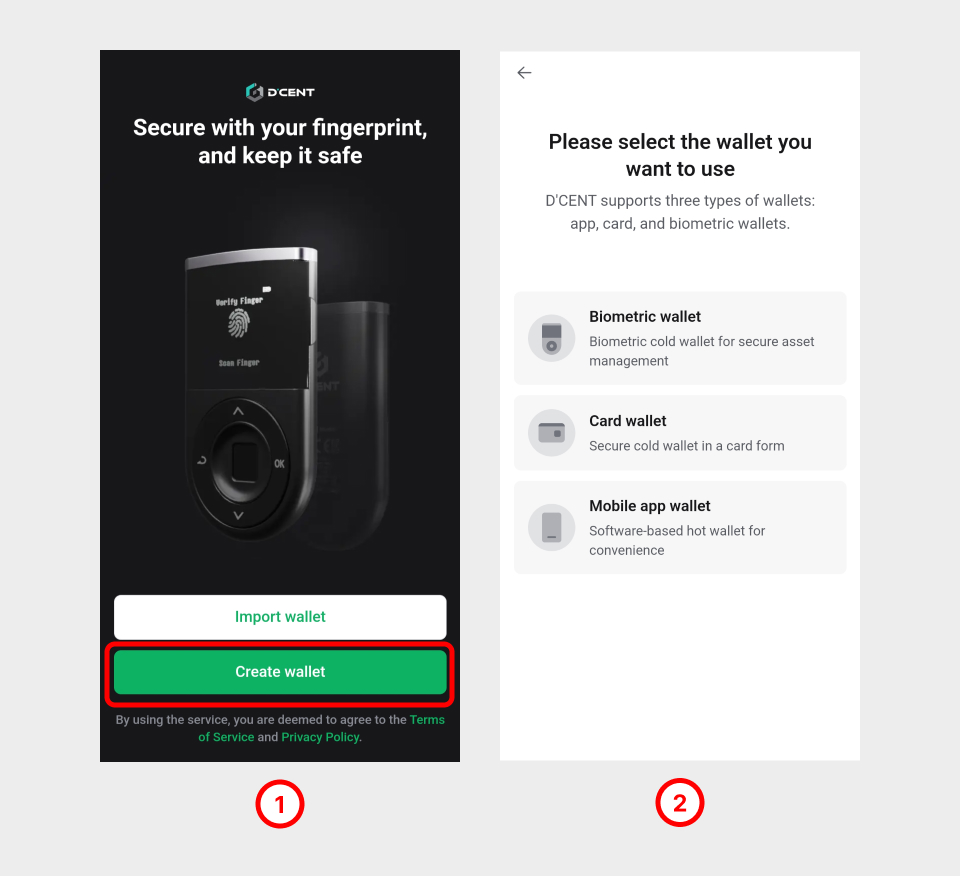 D'CENT
Secure with your fingerprint,
and keep it safe
Verify Finger
Scan Finger
OK
Import wallet
Create wallet
By using the service, you are deemed to agree to the Terms
of Service and Privacy Policy.
1
Please select the wallet you
want to use
D'CENT supports three types of wallets:
app, card, and biometric wallets.
Biometric wallet
Biometric cold wallet for secure asset
management
Card wallet
Secure cold wallet in a card form
Mobile app wallet
Software-based hot wallet for
convenience
2